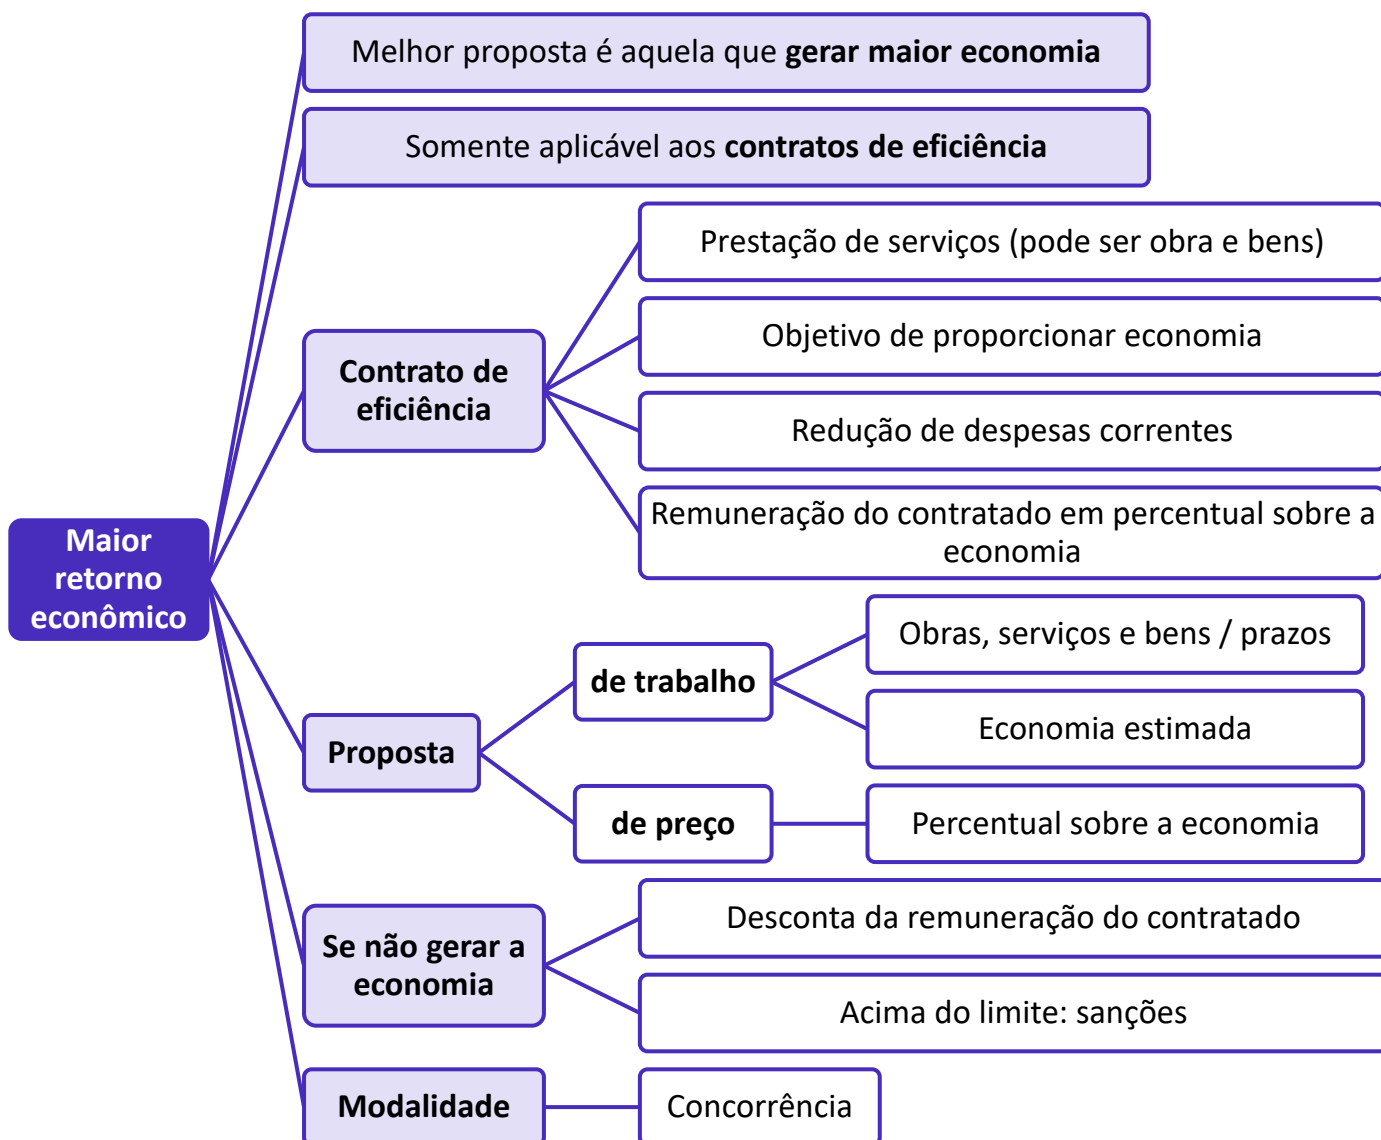 Maior
retorno
econômico
Melhor proposta é aquela que gerar maior economia
Somente aplicável aos contratos de eficiência
Contrato de
eficiência
Prestação de serviços (pode ser obra e bens)
Objetivo de proporcionar economia
Redução de despesas correntes
Remuneração do contratado em percentual sobre a
economia
Proposta
de trabalho
Obras, serviços e bens / prazos
Economia estimada
de preço
Percentual sobre a economia
Se não gerar a
economia
Desconta da remuneração do contratado
Acima do limite: sanções
Modalidade
Concorrência